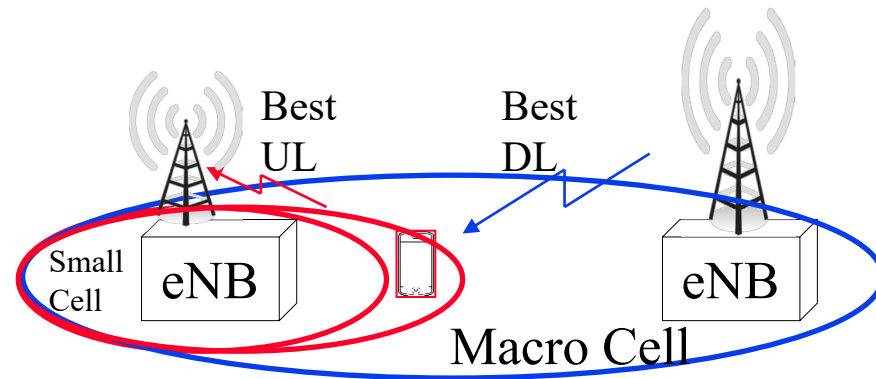 Best
UL
Best
DL
Small
Cell
eNB
eNB
Macro Cell